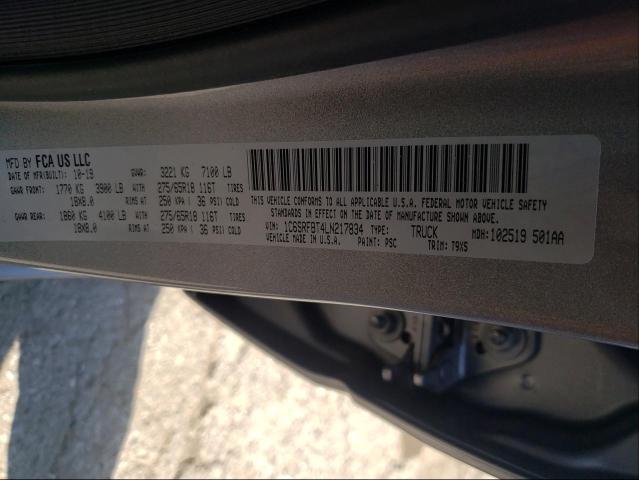 MFD BY FCA US LLC
DATE OF MFR(BUILT): 10-19 GVWR: 3221 KG 7100 LB
GAWR FRONT: 1770 KG 3900 LB WITH 275/65R18 116T TIRES
18X8.0 RIMS AT 250 KPA( 36 PSI) COLD
GAWR REAR: 1860 KG 4100 LB WITH 275/65R18 116T TIRES
18X8.0 RIMS AT 250 KPA( 36 PSI) COLD
THIS VEHICLE CONFORMS TO ALL APPLICABLE U.S.A. FEDERAL MOTOR VEHICLE SAFETY
STANDARDS IN EFFECT ON THE DATE OF MANUFACTURE SHOWN ABOVE.
VIN: 1C6SRFBT4LN217834 TYPE: TRUCK MDH: 102519 501AA
VEHICLE MADE IN U.S.A. PAINT: PSC TRIM: T9X5